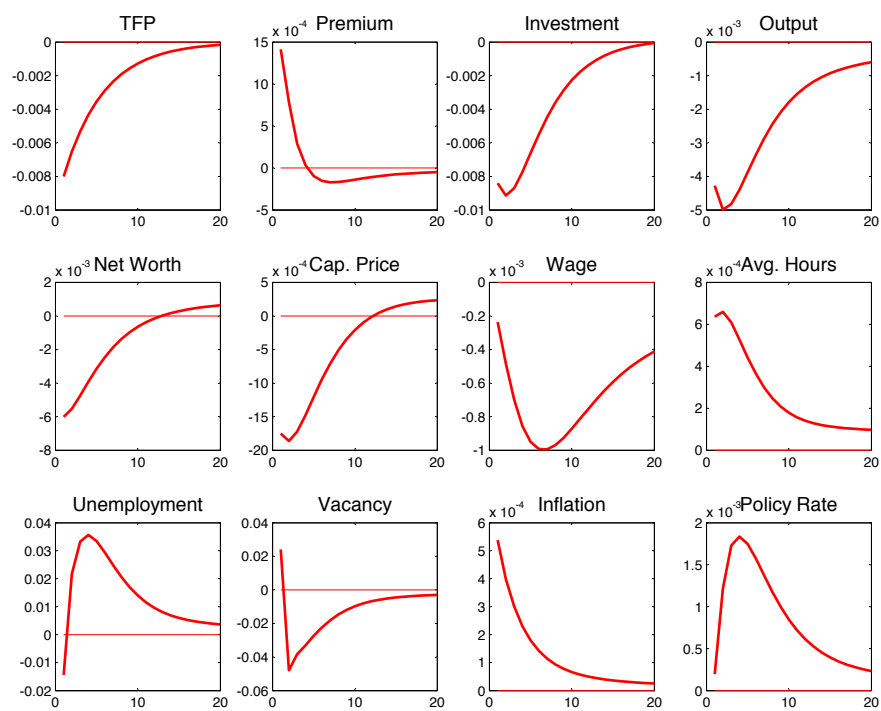 TFP
0
-0.002
-0.004
-0.006
-0.008
-0.01
0 10 20
Premium
x 10⁻⁴
15
10
5
0
-5
0 10 20
Investment
0
-0.002
-0.004
-0.006
-0.008
-0.01
0 10 20
Output
x 10⁻³
0
-1
-2
-3
-4
-5
0 10 20
Net Worth
x 10⁻³
2
0
-2
-4
-6
-8
0 10 20
Cap. Price
x 10⁻⁴
5
0
-5
-10
-15
-20
0 10 20
Wage
x 10⁻³
0
-0.2
-0.4
-0.6
-0.8
-1
0 10 20
Avg. Hours
x 10⁻⁴
8
6
4
2
0
0 10 20
Unemployment
0.04
0.03
0.02
0.01
0
-0.01
-0.02
0 10 20
Vacancy
0.04
0.02
0
-0.02
-0.04
-0.06
0 10 20
Inflation
x 10⁻⁴
6
5
4
3
2
1
0
0 10 20
Policy Rate
x 10⁻³
2
1.5
1
0.5
0
0 10 20